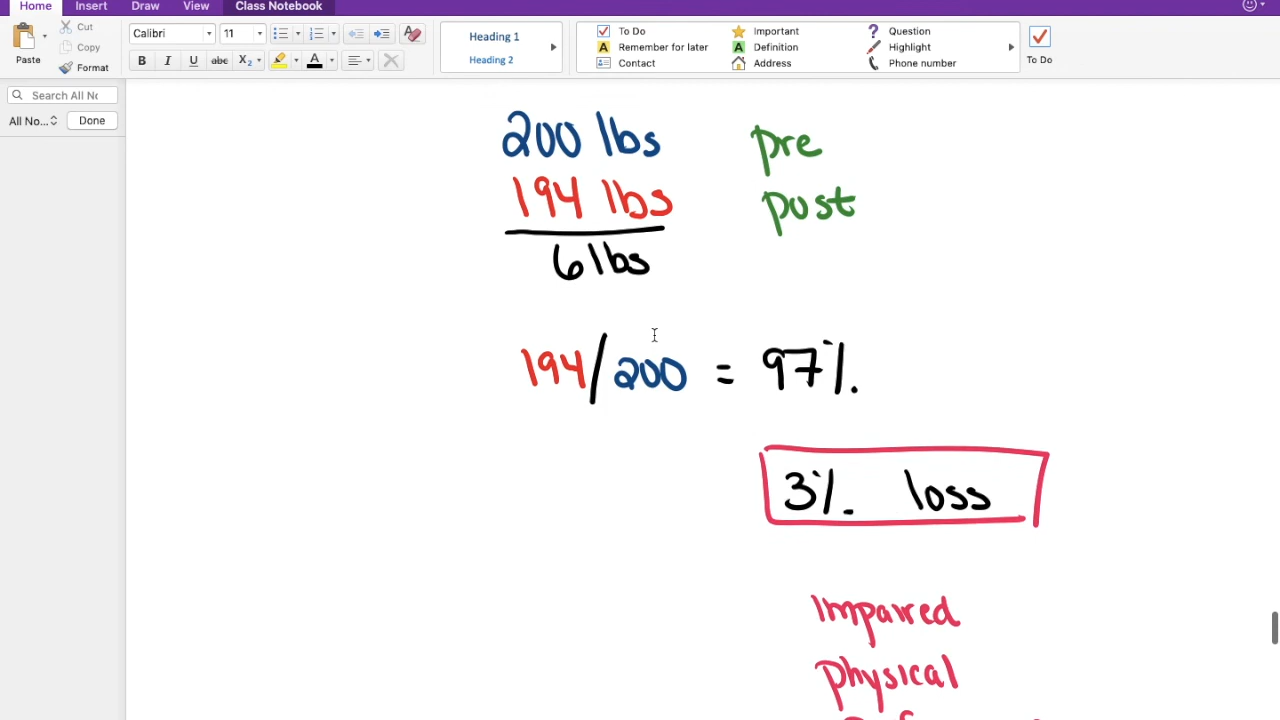 Home Insert Draw View Class Notebook
Paste
Cut
Copy
Format
Calibri 11
B I U abc X₂ A
Heading 1
Heading 2
To Do Important Question
Remember for later Definition Highlight
Contact Address Phone number
To Do
Search All No
All No... Done
200 lbs pre
194 lbs post
6 lbs
194/200 = 97%
3% loss
Impaired
physical